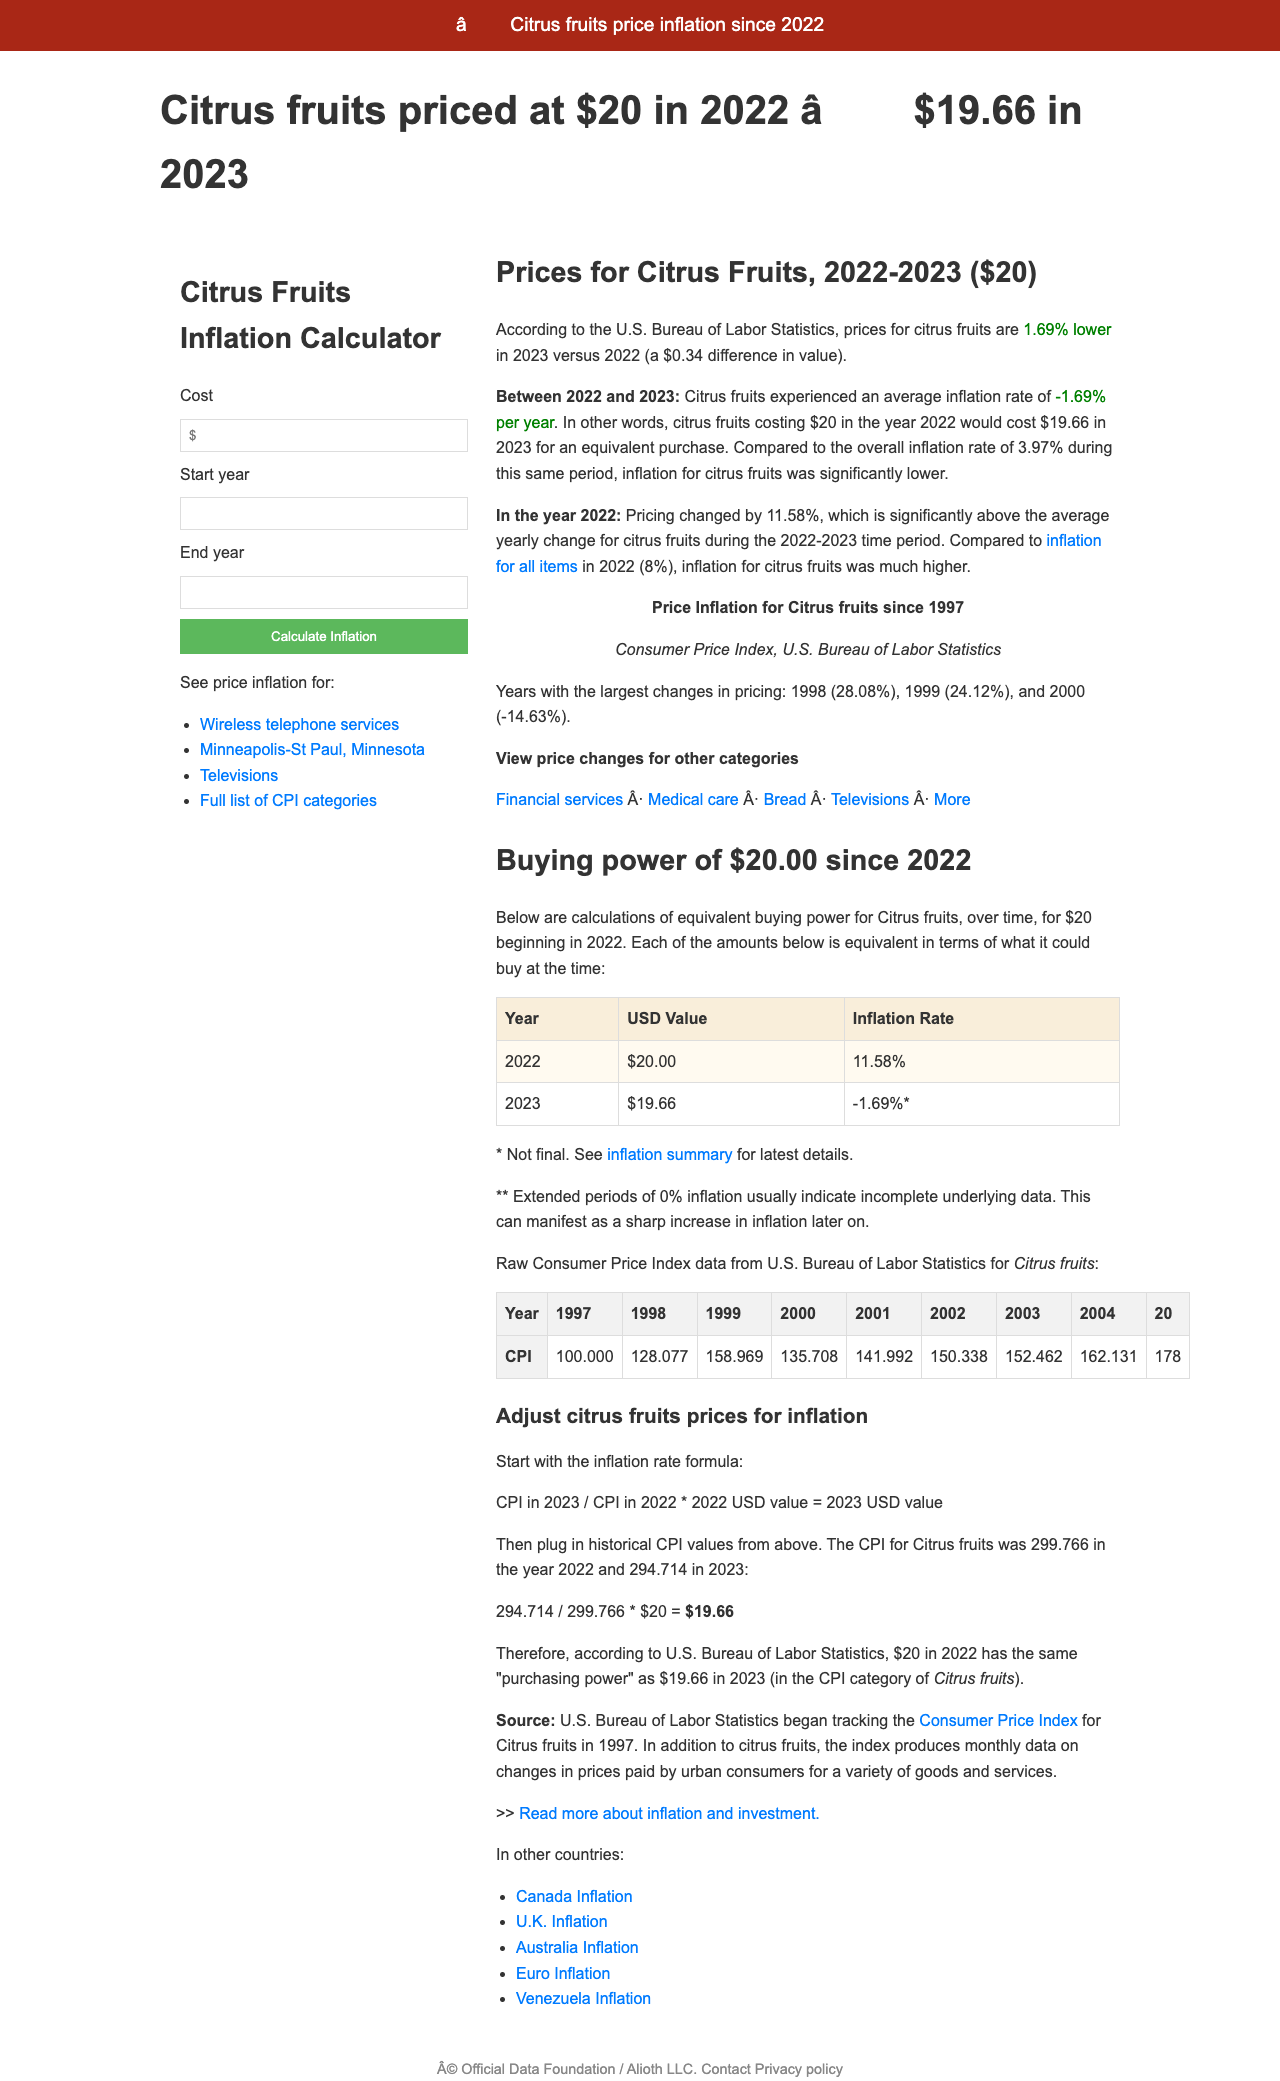 â Citrus fruits price inflation since 2022
Citrus fruits priced at $20 in 2022 â $19.66 in
2023
Citrus Fruits
Inflation Calculator
Cost
$
Start year
End year
Calculate Inflation
See price inflation for:
Wireless telephone services
Minneapolis-St Paul, Minnesota
Televisions
Full list of CPI categories
Prices for Citrus Fruits, 2022-2023 ($20)
According to the U.S. Bureau of Labor Statistics, prices for citrus fruits are 1.69% lower
in 2023 versus 2022 (a $0.34 difference in value).
Between 2022 and 2023: Citrus fruits experienced an average inflation rate of -1.69%
per year. In other words, citrus fruits costing $20 in the year 2022 would cost $19.66 in
2023 for an equivalent purchase. Compared to the overall inflation rate of 3.97% during
this same period, inflation for citrus fruits was significantly lower.
In the year 2022: Pricing changed by 11.58%, which is significantly above the average
yearly change for citrus fruits during the 2022-2023 time period. Compared to inflation
for all items in 2022 (8%), inflation for citrus fruits was much higher.
Price Inflation for Citrus fruits since 1997
Consumer Price Index, U.S. Bureau of Labor Statistics
Years with the largest changes in pricing: 1998 (28.08%), 1999 (24.12%), and 2000
(-14.63%).
View price changes for other categories
Financial services Â· Medical care Â· Bread Â· Televisions Â· More
Buying power of $20.00 since 2022
Below are calculations of equivalent buying power for Citrus fruits, over time, for $20
beginning in 2022. Each of the amounts below is equivalent in terms of what it could
buy at the time:
Year USD Value Inflation Rate
2022 $20.00 11.58%
2023 $19.66 -1.69%*
* Not final. See inflation summary for latest details.
** Extended periods of 0% inflation usually indicate incomplete underlying data. This
can manifest as a sharp increase in inflation later on.
Raw Consumer Price Index data from U.S. Bureau of Labor Statistics for Citrus fruits:
Year 1997 1998 1999 2000 2001 2002 2003 2004 20
CPI 100.000 128.077 158.969 135.708 141.992 150.338 152.462 162.131 178
Adjust citrus fruits prices for inflation
Start with the inflation rate formula:
CPI in 2023 / CPI in 2022 * 2022 USD value = 2023 USD value
Then plug in historical CPI values from above. The CPI for Citrus fruits was 299.766 in
the year 2022 and 294.714 in 2023:
294.714 / 299.766 * $20 = $19.66
Therefore, according to U.S. Bureau of Labor Statistics, $20 in 2022 has the same
"purchasing power" as $19.66 in 2023 (in the CPI category of Citrus fruits).
Source: U.S. Bureau of Labor Statistics began tracking the Consumer Price Index for
Citrus fruits in 1997. In addition to citrus fruits, the index produces monthly data on
changes in prices paid by urban consumers for a variety of goods and services.
>> Read more about inflation and investment.
In other countries:
Canada Inflation
U.K. Inflation
Australia Inflation
Euro Inflation
Venezuela Inflation
Â© Official Data Foundation / Alioth LLC. Contact Privacy policy